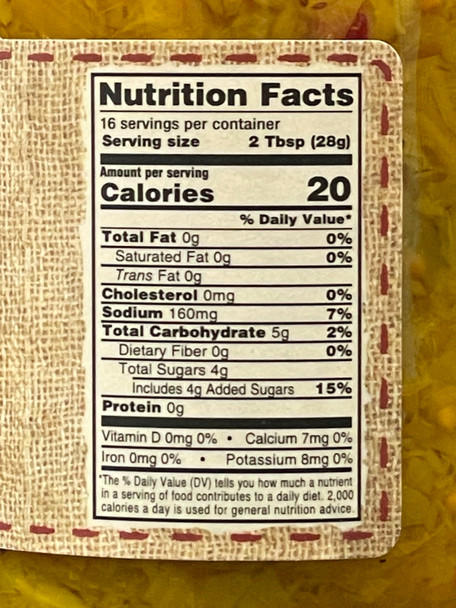 Nutrition Facts
16 servings per container
Serving size 2 Tbsp (28g)
Amount per serving
Calories 20
% Daily Value*
Total Fat 0g 0%
Saturated Fat 0g 0%
Trans Fat 0g
Cholesterol 0mg 0%
Sodium 160mg 7%
Total Carbohydrate 5g 2%
Dietary Fiber 0g 0%
Total Sugars 4g
Includes 4g Added Sugars 15%
Protein 0g
Vitamin D 0mg 0% • Calcium 7mg 0%
Iron 0mg 0% • Potassium 8mg 0%
*The % Daily Value (DV) tells you how much a nutrient
in a serving of food contributes to a daily diet. 2,000
calories a day is used for general nutrition advice.